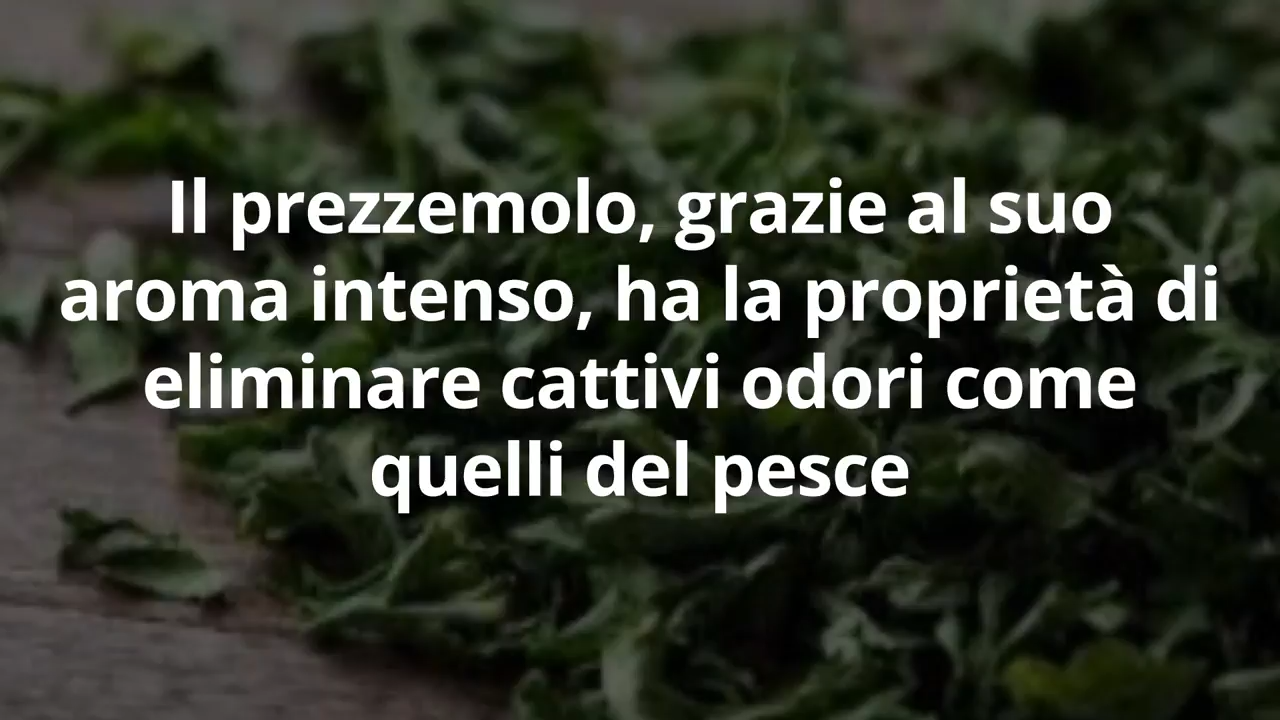 Il prezzemolo, grazie al suo
aroma intenso, ha la proprietà di
eliminare cattivi odori come
quelli del pesce